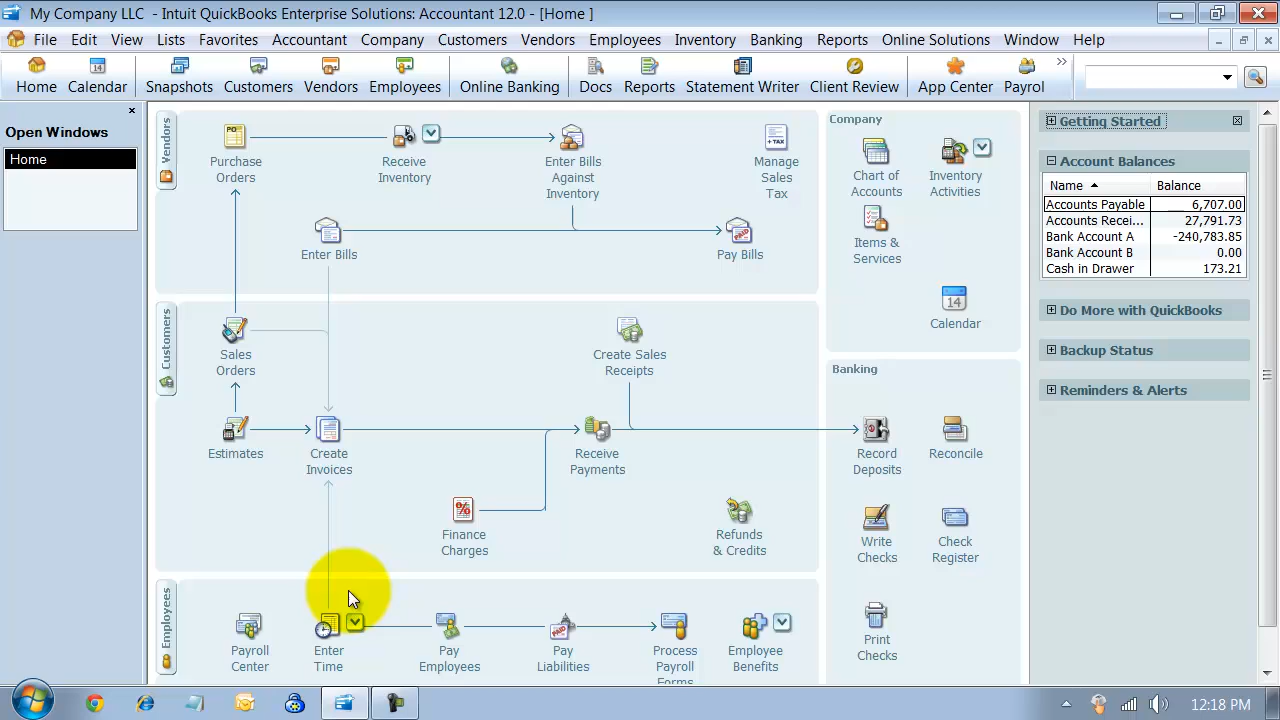 My Company LLC - Intuit QuickBooks Enterprise Solutions: Accountant 12.0 - [Home ]
File Edit View Lists Favorites Accountant Company Customers Vendors Employees Inventory Banking Reports Online Solutions Window Help
Home Calendar Snapshots Customers Vendors Employees Online Banking Docs Reports Statement Writer Client Review App Center Payrol
Open Windows
Home
Vendors
PO
Purchase
Orders
Receive
Inventory
Enter Bills
Against
Inventory
+ TAX
Manage
Sales
Tax
Enter Bills
PAID
Pay Bills
Customers
Sales
Orders
Create Sales
Receipts
Estimates
Create
Invoices
Receive
Payments
%
Finance
Charges
Refunds
& Credits
Employees
Payroll
Center
Enter
Time
Pay
Employees
PAID
Pay
Liabilities
Process
Payroll
Forms
Employee
Benefits
Company
Chart of
Accounts
Inventory
Activities
Items &
Services
14
Calendar
Banking
Record
Deposits
Reconcile
Write
Checks
Check
Register
Print
Checks
Getting Started
Account Balances
Name Balance
Accounts Payable 6,707.00
Accounts Recei... 27,791.73
Bank Account A -240,783.85
Bank Account B 0.00
Cash in Drawer 173.21
Do More with QuickBooks
Backup Status
Reminders & Alerts
12:18 PM